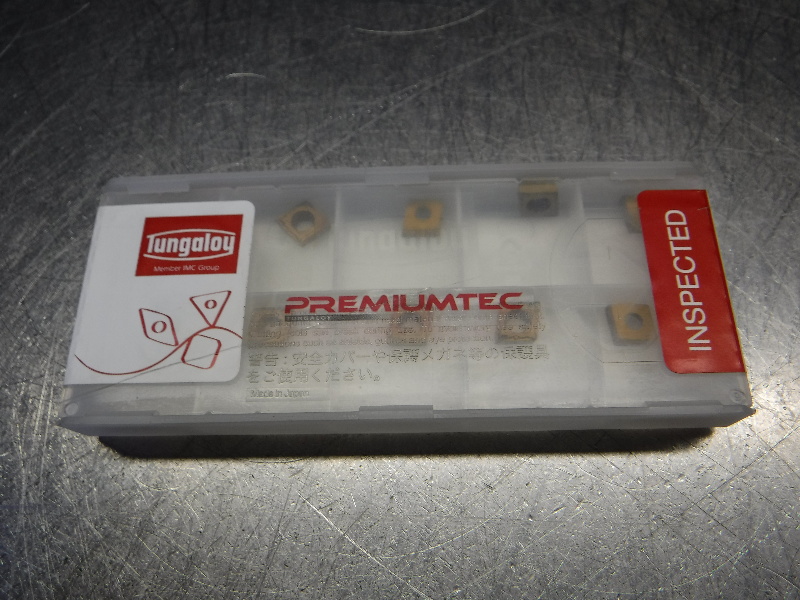 Tungaloy
Member IMC Group
PREMIUMTEC
TUNGALOY
警告：安全カバーや保護メガネ等の保護具
をご使用ください。
Made in Japan
INSPECTED